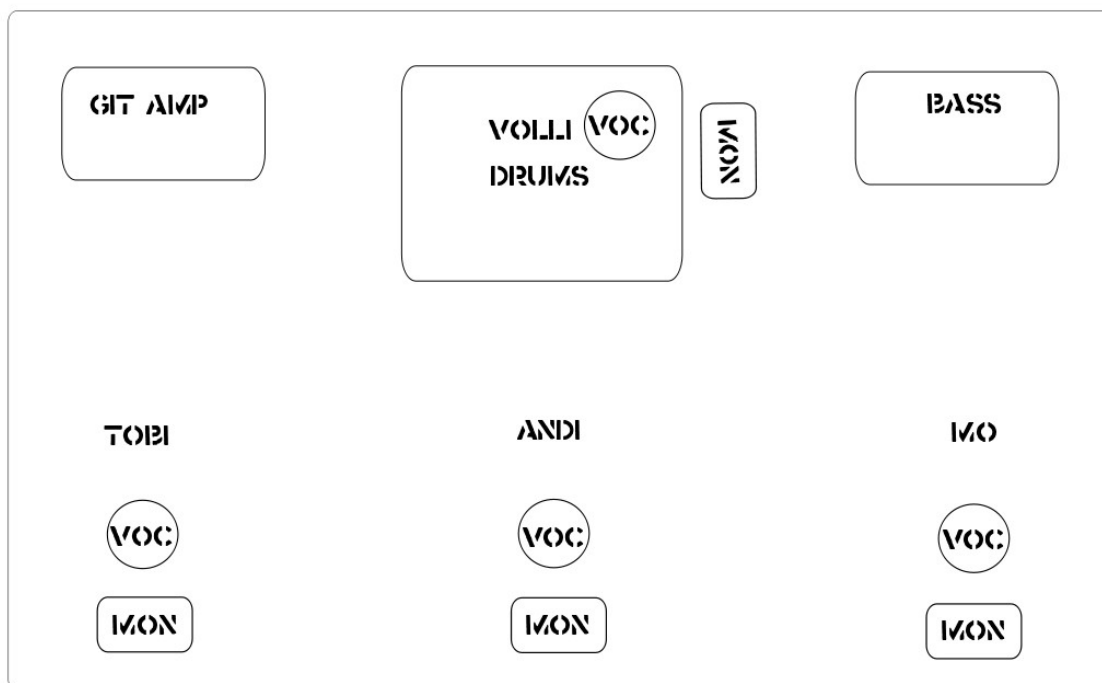 GIT AMP
VOLLI VOC
DRUMS
MON
BASS
TOBI
ANDI
MO
VOC
VOC
VOC
MON
MON
MON